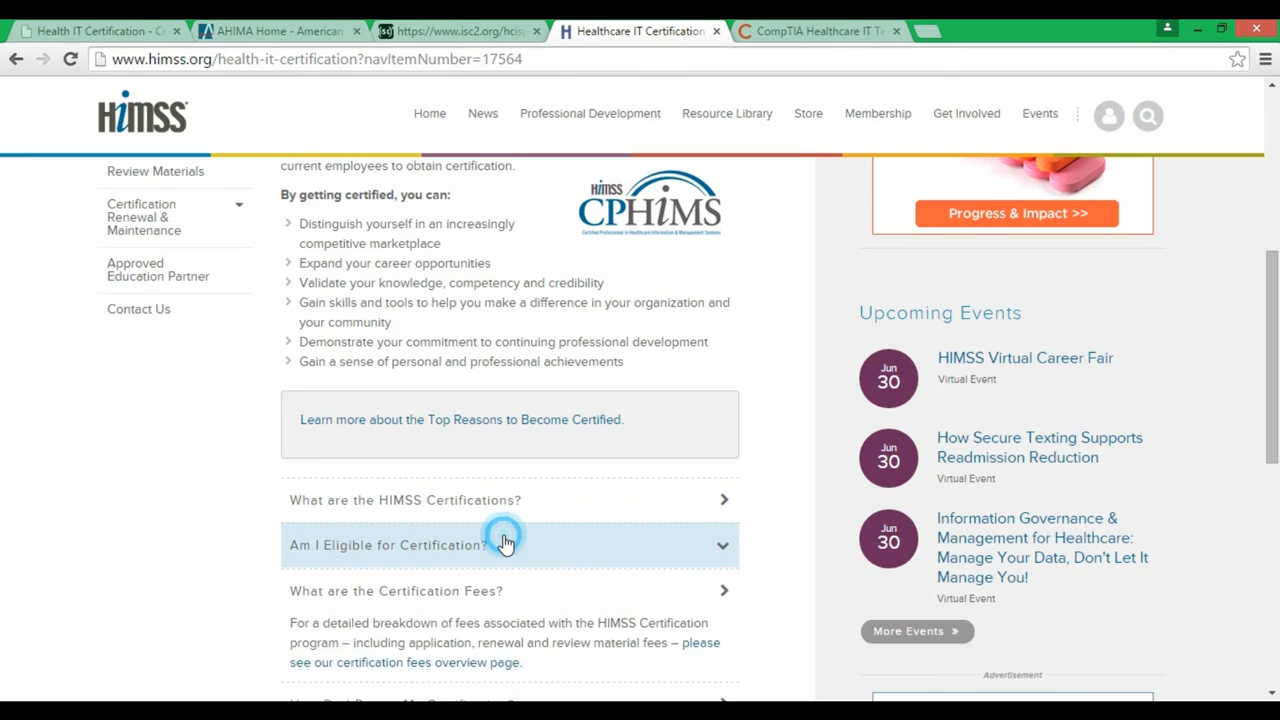 Health IT Certification - C
AHIMA Home - American
https://www.isc2.org/hcis
Healthcare IT Certification
CompTIA Healthcare IT Te
www.himss.org/health-it-certification?navItemNumber=17564
HiMSS
Home
News
Professional Development
Resource Library
Store
Membership
Get Involved
Events
Review Materials
Certification
Renewal &
Maintenance
Approved
Education Partner
Contact Us
current employees to obtain certification.
By getting certified, you can:
Distinguish yourself in an increasingly
competitive marketplace
Expand your career opportunities
Validate your knowledge, competency and credibility
Gain skills and tools to help you make a difference in your organization and
your community
Demonstrate your commitment to continuing professional development
Gain a sense of personal and professional achievements
HiMSS
CPHiMS
Certified Professional in Healthcare Information & Management Systems
Learn more about the Top Reasons to Become Certified.
What are the HIMSS Certifications?
Am I Eligible for Certification?
What are the Certification Fees?
For a detailed breakdown of fees associated with the HIMSS Certification
program – including application, renewal and review material fees – please
see our certification fees overview page.
Progress & Impact >>
Upcoming Events
Jun
30
HIMSS Virtual Career Fair
Virtual Event
Jun
30
How Secure Texting Supports
Readmission Reduction
Virtual Event
Jun
30
Information Governance &
Management for Healthcare:
Manage Your Data, Don't Let It
Manage You!
Virtual Event
More Events »
Advertisement